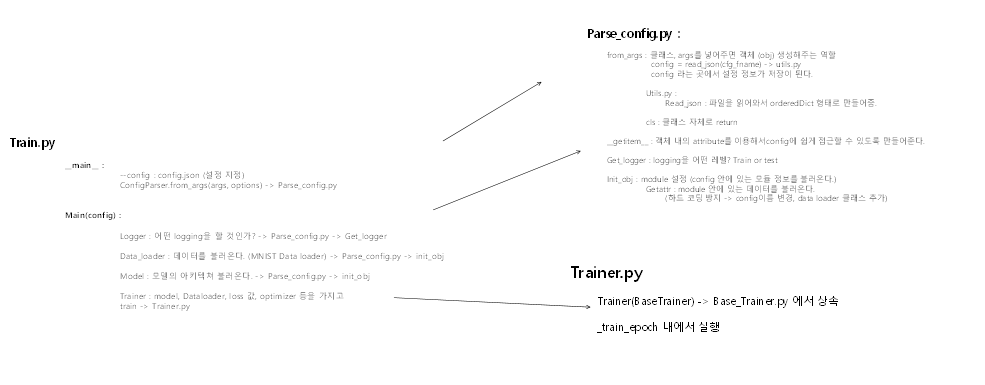 Train.py
__main__ :
--config : config.json (설정 지정)
ConfigParser.from_args(args, options) -> Parse_config.py
Main(config) :
Logger : 어떤 logging을 할 것인가? -> Parse_config.py -> Get_logger
Data_loader : 데이터를 불러온다. (MNIST Data loader) -> Parse_config.py -> init_obj
Model : 모델의 아키텍쳐 불러온다. -> Parse_config.py -> init_obj
Trainer : model, Dataloader, loss 값, optimizer 등을 가지고
train -> Trainer.py
Parse_config.py :
from_args : 클래스, args를 넣어주면 객체 (obj) 생성해주는 역할
config = read_json(cfg_fname) -> utils.py
config 라는 곳에서 설정 정보가 저장이 된다.
Utils.py :
Read_json : 파일을 읽어와서 orderedDict 형태로 만들어줌.
cls : 클래스 자체로 return
__getitem__ : 객체 내의 attribute를 이용해서config에 쉽게 접근할 수 있도록 만들어준다.
Get_logger : logging을 어떤 레벨? Train or test
Init_obj : module 설정 (config 안에 있는 모듈 정보를 불러온다.)
Getattr : module 안에 있는 데이터를 불러온다.
(하드 코딩 방지 -> config이름 변경, data loader 클래스 추가)
Trainer.py
Trainer(BaseTrainer) -> Base_Trainer.py 에서 상속
_train_epoch 내에서 실행